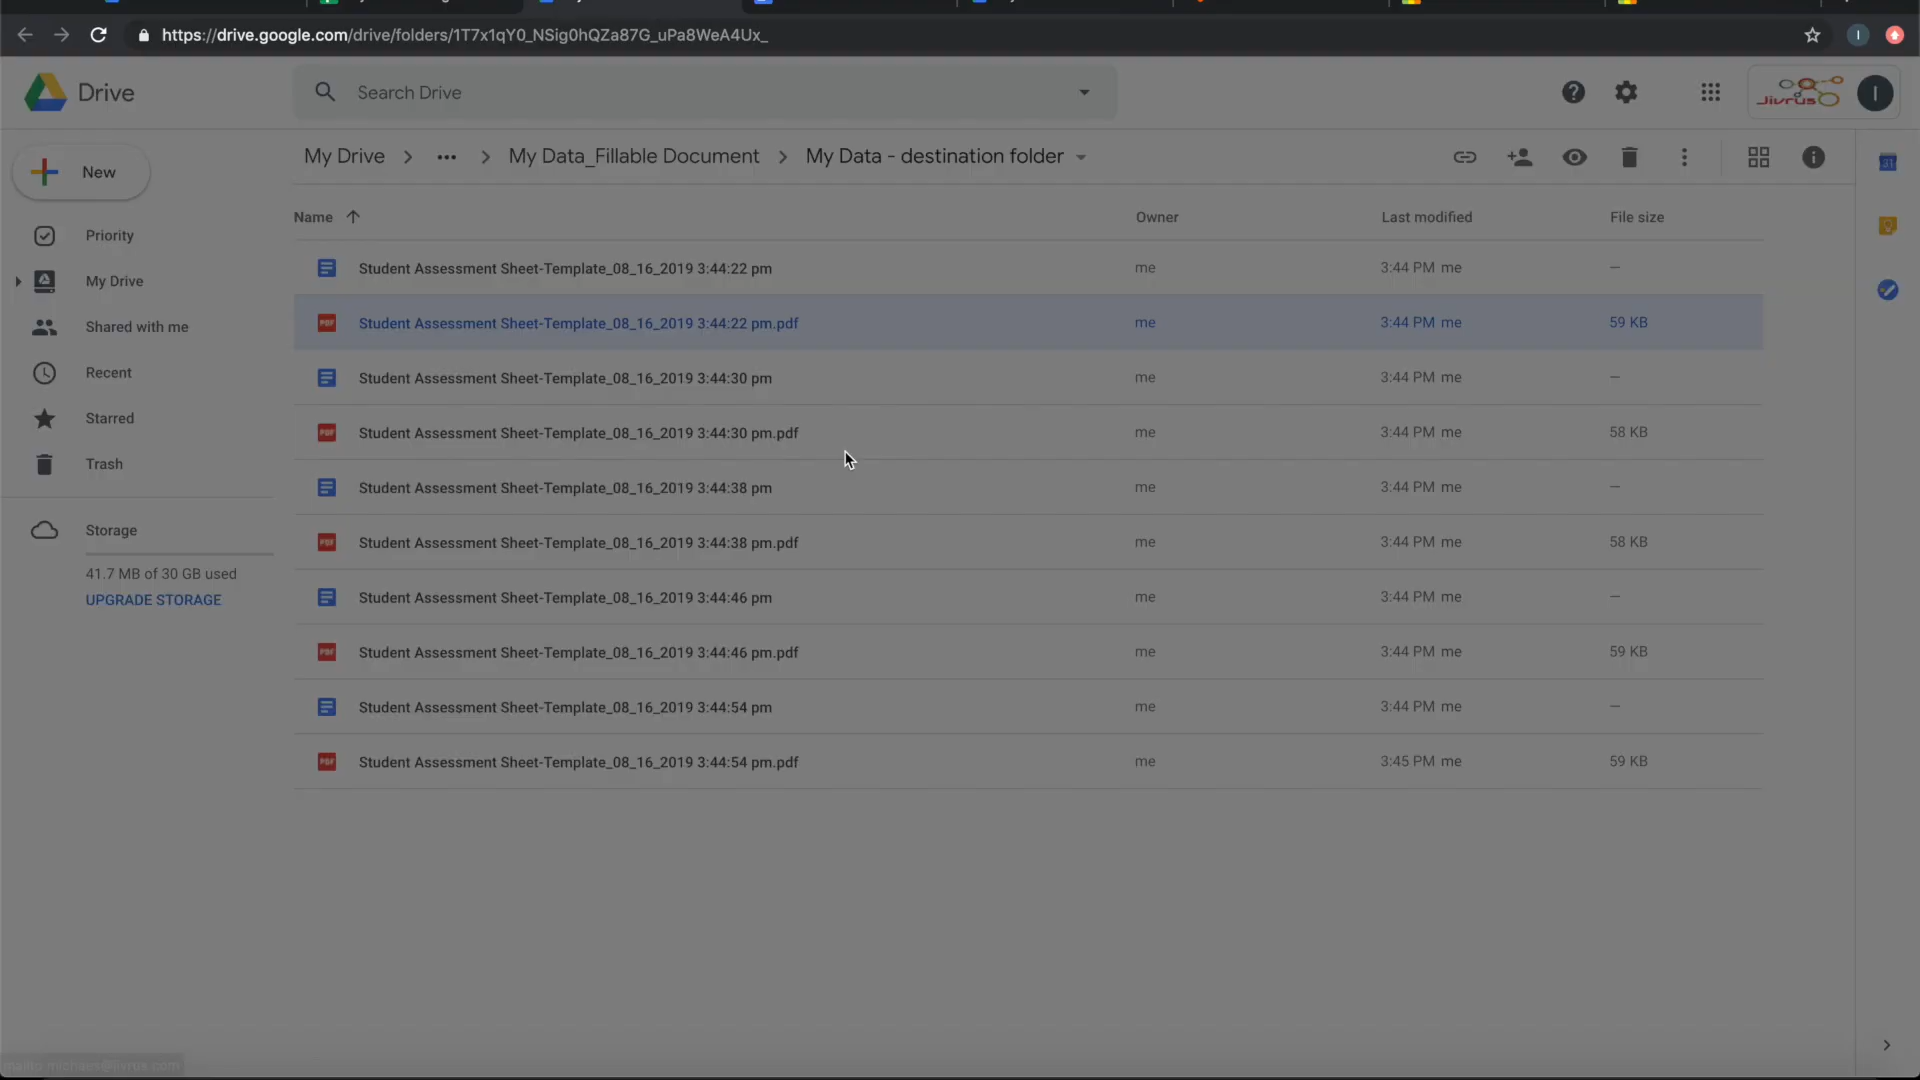 https://drive.google.com/drive/folders/1T7x1qY0_NSig0hQZa87G_uPa8WeA4Ux_
Drive
Search Drive
Jivrus
I
New
My Drive > ... > My Data_Fillable Document > My Data - destination folder
Priority
My Drive
Shared with me
Recent
Starred
Trash
Storage
41.7 MB of 30 GB used
UPGRADE STORAGE
Name Owner Last modified File size
Student Assessment Sheet-Template_08_16_2019 3:44:22 pm me 3:44 PM me —
PDF Student Assessment Sheet-Template_08_16_2019 3:44:22 pm.pdf me 3:44 PM me 59 KB
Student Assessment Sheet-Template_08_16_2019 3:44:30 pm me 3:44 PM me —
PDF Student Assessment Sheet-Template_08_16_2019 3:44:30 pm.pdf me 3:44 PM me 58 KB
Student Assessment Sheet-Template_08_16_2019 3:44:38 pm me 3:44 PM me —
PDF Student Assessment Sheet-Template_08_16_2019 3:44:38 pm.pdf me 3:44 PM me 58 KB
Student Assessment Sheet-Template_08_16_2019 3:44:46 pm me 3:44 PM me —
PDF Student Assessment Sheet-Template_08_16_2019 3:44:46 pm.pdf me 3:44 PM me 59 KB
Student Assessment Sheet-Template_08_16_2019 3:44:54 pm me 3:44 PM me —
PDF Student Assessment Sheet-Template_08_16_2019 3:44:54 pm.pdf me 3:45 PM me 59 KB
31